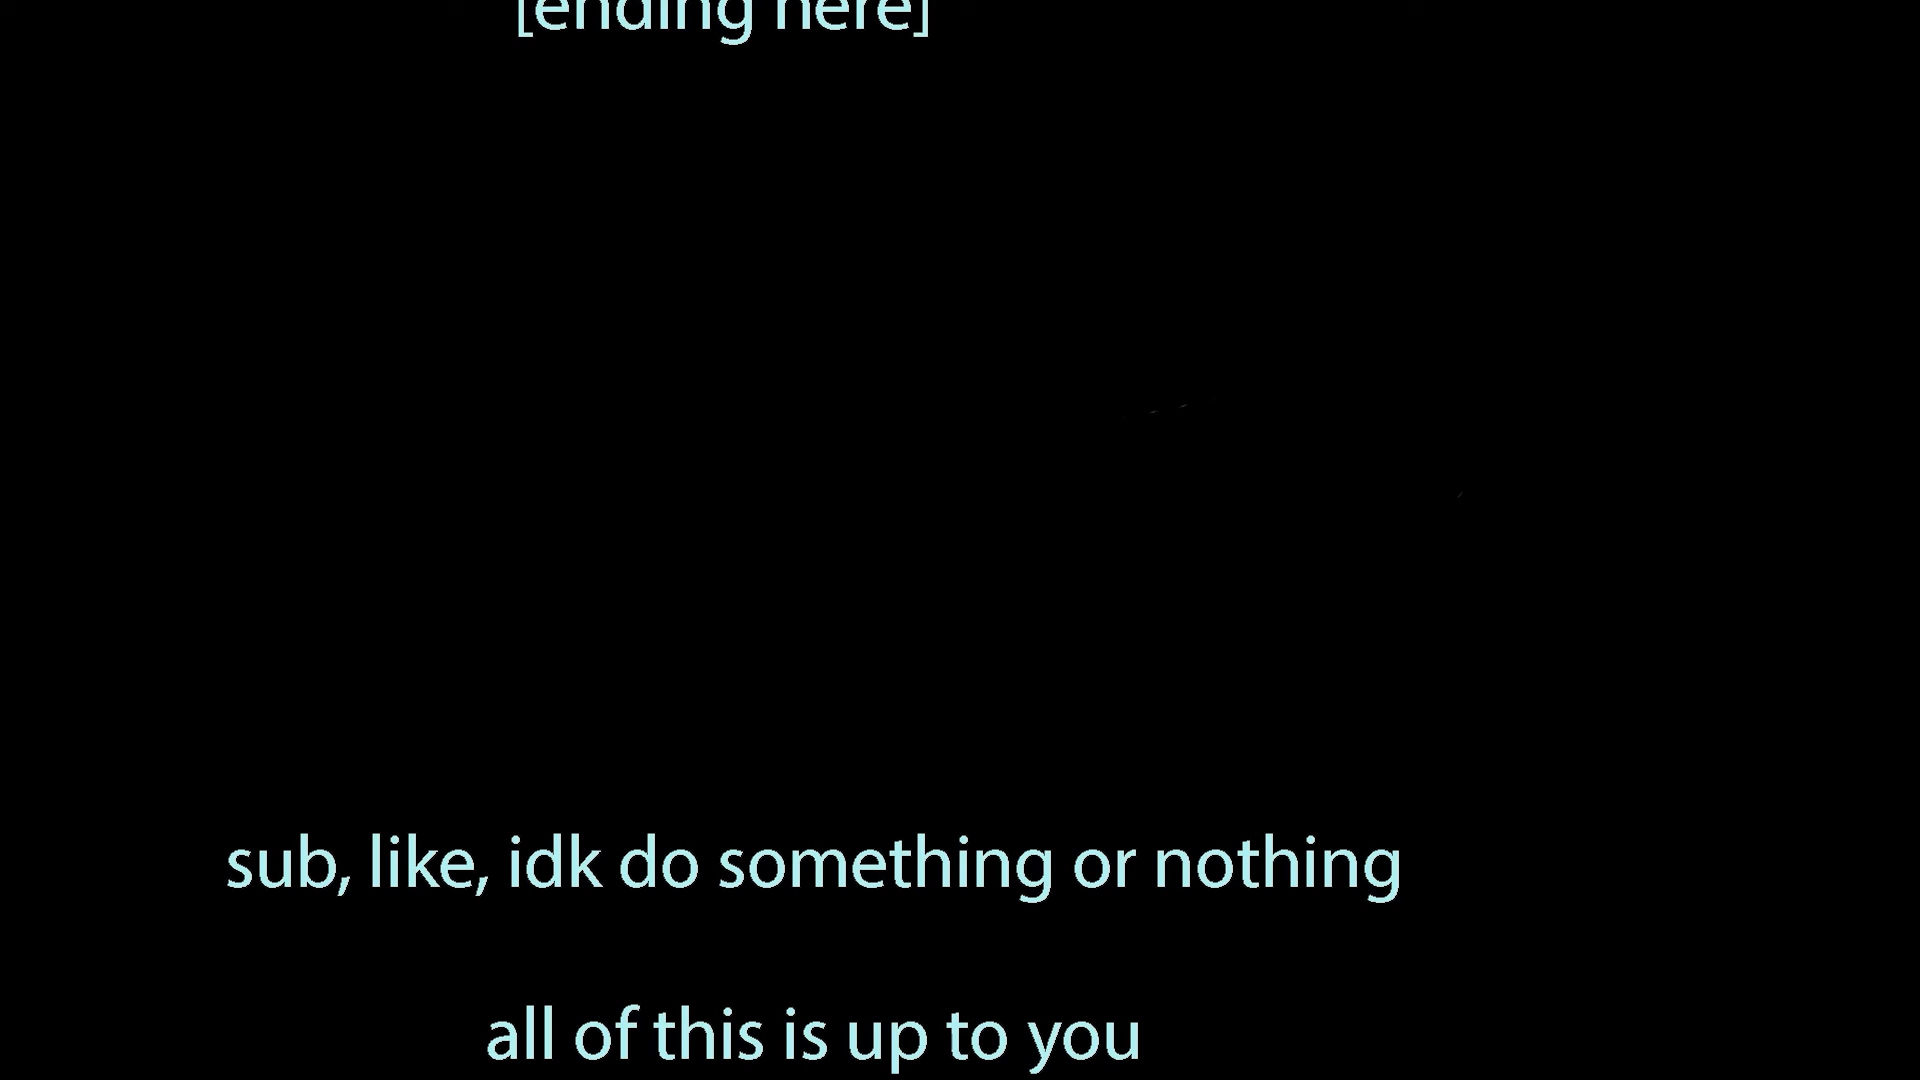 [ending here]
sub, like, idk do something or nothing
all of this is up to you